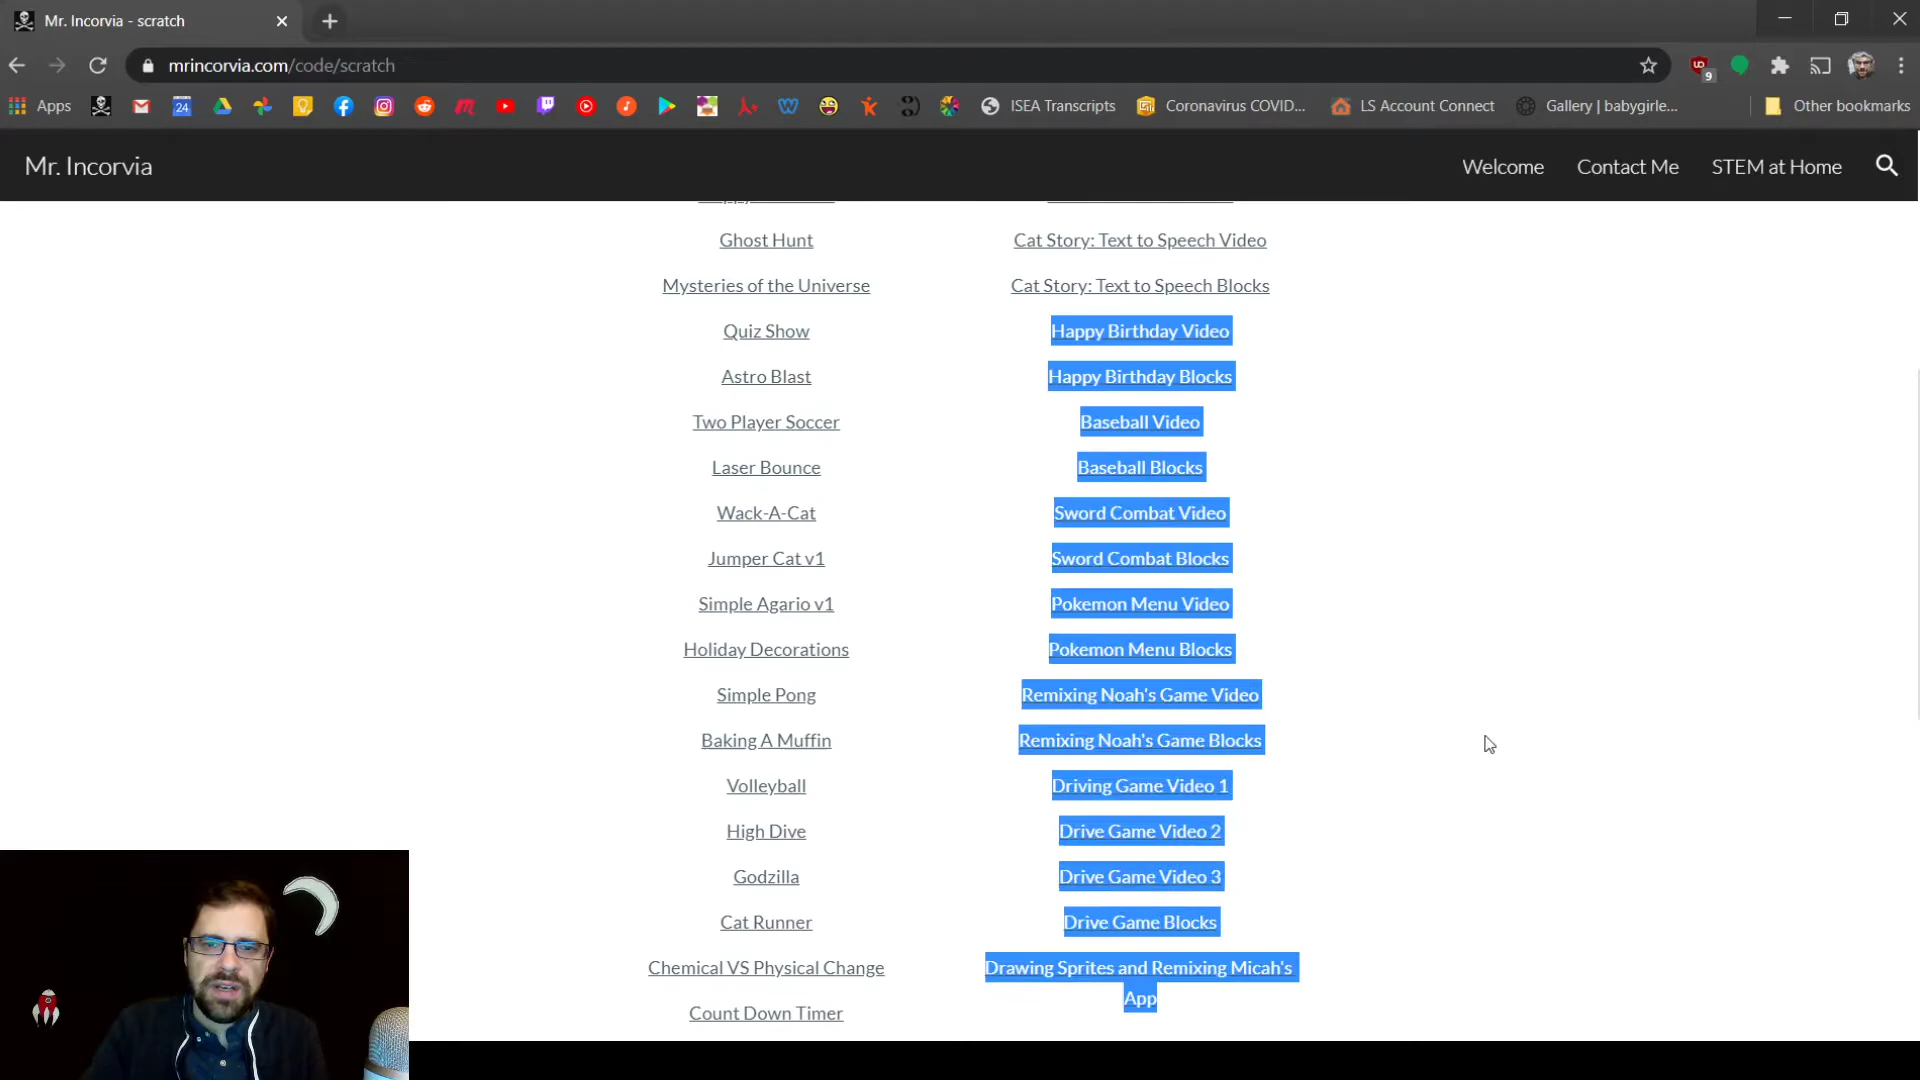 Mr. Incorvia - scratch
mrincorvia.com/code/scratch
9
Apps
24
ISEA Transcripts
Coronavirus COVID...
LS Account Connect
Gallery | babygirle...
Other bookmarks
Mr. Incorvia
Welcome
Contact Me
STEM at Home
Ghost Hunt
Cat Story: Text to Speech Video
Mysteries of the Universe
Cat Story: Text to Speech Blocks
Quiz Show
Happy Birthday Video
Astro Blast
Happy Birthday Blocks
Two Player Soccer
Baseball Video
Laser Bounce
Baseball Blocks
Wack-A-Cat
Sword Combat Video
Jumper Cat v1
Sword Combat Blocks
Simple Agario v1
Pokemon Menu Video
Holiday Decorations
Pokemon Menu Blocks
Simple Pong
Remixing Noah's Game Video
Baking A Muffin
Remixing Noah's Game Blocks
Volleyball
Driving Game Video 1
High Dive
Drive Game Video 2
Godzilla
Drive Game Video 3
Cat Runner
Drive Game Blocks
Chemical VS Physical Change
Drawing Sprites and Remixing Micah's
App
Count Down Timer